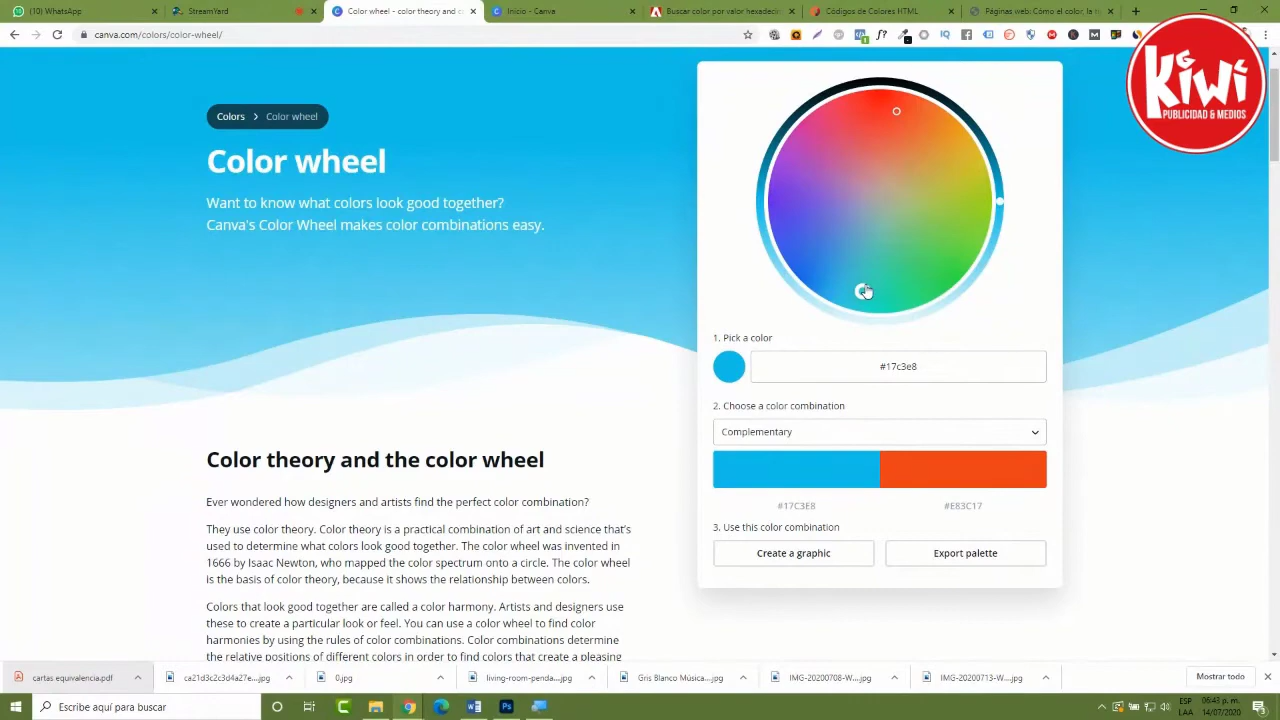 (10) WhatsApp
StreamYard
Color wheel - color theory and c
Inicio - Canva
Buscar color por valor hexadecim
Códigos de Colores HTML
Páginas web: Cómo el color, la t
canva.com/colors/color-wheel/
KiWi
PUBLICIDAD & MEDIOS
Colors > Color wheel
Color wheel
Want to know what colors look good together?
Canva's Color Wheel makes color combinations easy.
1. Pick a color
#17c3e8
2. Choose a color combination
Complementary
#17C3E8
#E83C17
3. Use this color combination
Create a graphic
Export palette
Color theory and the color wheel
Ever wondered how designers and artists find the perfect color combination?
They use color theory. Color theory is a practical combination of art and science that's
used to determine what colors look good together. The color wheel was invented in
1666 by Isaac Newton, who mapped the color spectrum onto a circle. The color wheel
is the basis of color theory, because it shows the relationship between colors.
Colors that look good together are called a color harmony. Artists and designers use
these to create a particular look or feel. You can use a color wheel to find color
harmonies by using the rules of color combinations. Color combinations determine
the relative positions of different colors in order to find colors that create a pleasing
cartas equivalencia.pdf
ca21d3c2c3d4a27e....jpg
0.jpg
living-room-penda....jpg
Gris Blanco Música....jpg
IMG-20200708-W....jpg
IMG-20200713-W....jpg
Mostrar todo
Escribe aquí para buscar
ESP
LAA
06:43 p. m.
14/07/2020